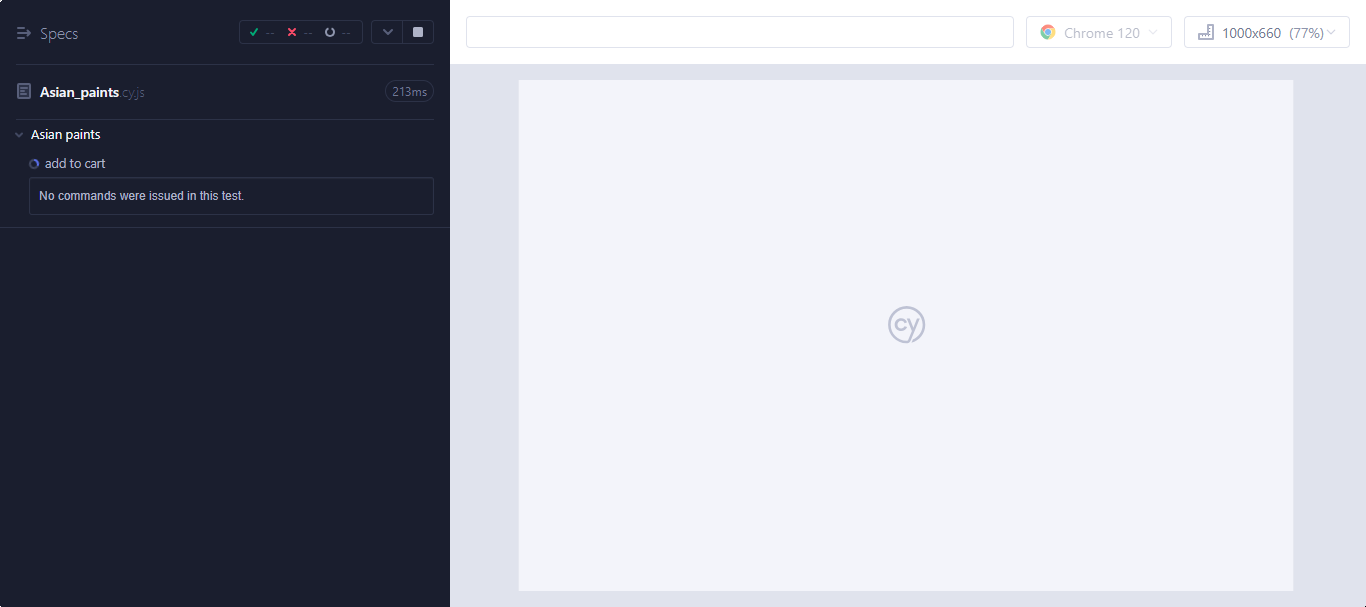 Specs
-- -- --
Chrome 120
1000x660 (77%)
Asian_paints.cy.js
213ms
Asian paints
add to cart
No commands were issued in this test.
cy